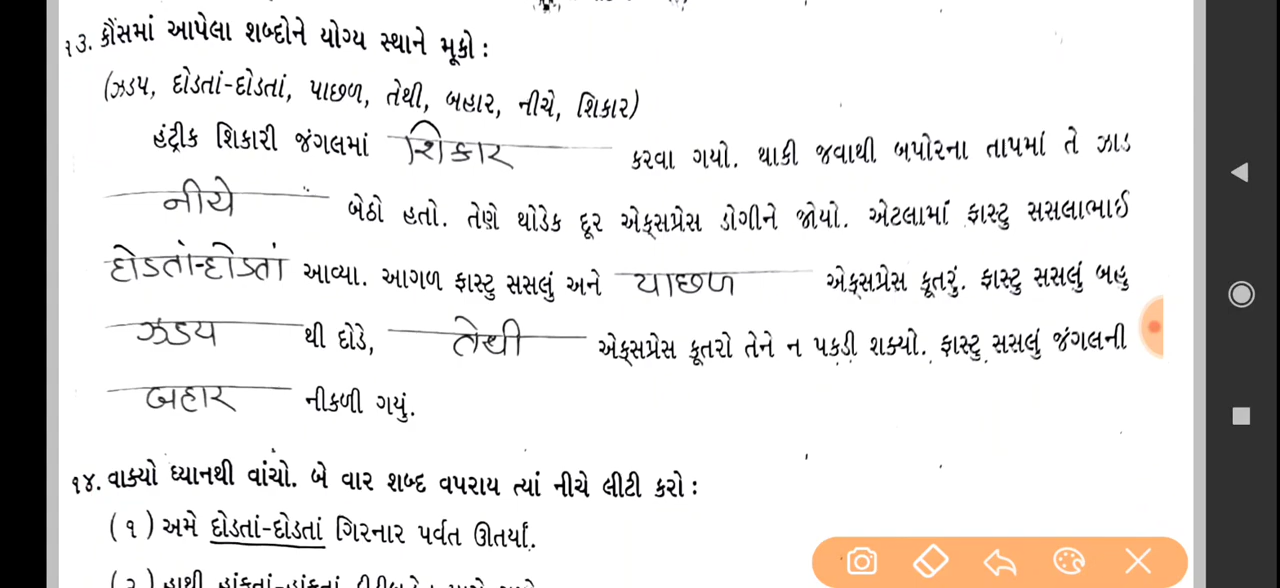 ૧૩. કૌંસમાં આપેલા શબ્દોને યોગ્ય સ્થાને મૂકો :
(ઝડપ, દોડતાં-દોડતાં, પાછળ, તેથી, બહાર, નીચે, શિકાર)
હંટ્રીક શિકારી જંગલમાં શિકાર કરવા ગયો. થાકી જવાથી બપોરના તાપમાં તે ઝાડ
નીચે બેઠો હતો. તેણે થોડેક દૂર એક્સપ્રેસ ડોગીને જોયો. એટલામાં ફાસ્ટુ સસલાભાઈ
દોડતાં-દોડતાં આવ્યા. આગળ ફાસ્ટુ સસલું અને પાછળ એક્સપ્રેસ કૂતરું. ફાસ્ટુ સસલું બહુ
ઝડપ થી દોડે, તેથી એક્સપ્રેસ કૂતરો તેને ન પકડી શક્યો. ફાસ્ટુ સસલું જંગલની
બહાર નીકળી ગયું.
૧૪. વાક્યો ધ્યાનથી વાંચો. બે વાર શબ્દ વપરાય ત્યાં નીચે લીટી કરો :
(૧) અમે દોડતાં-દોડતાં ગિરનાર પર્વત ઊતર્યાં.